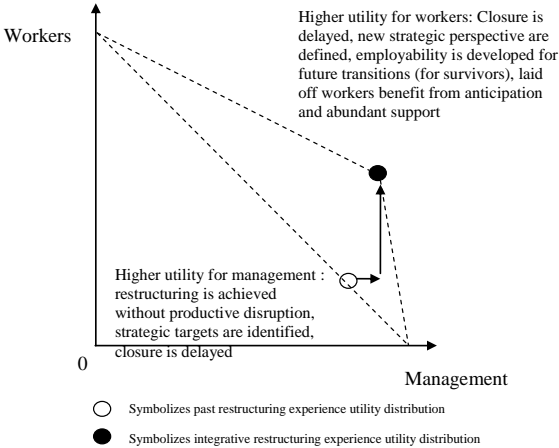 Higher utility for workers: Closure is
delayed, new strategic perspective are
defined, employability is developed for
future transitions (for survivors), laid
off workers benefit from anticipation
and abundant support
Workers
Higher utility for management :
restructuring is achieved
without productive disruption,
strategic targets are identified,
closure is delayed
0
Management
Symbolizes past restructuring experience utility distribution
Symbolizes integrative restructuring experience utility distribution